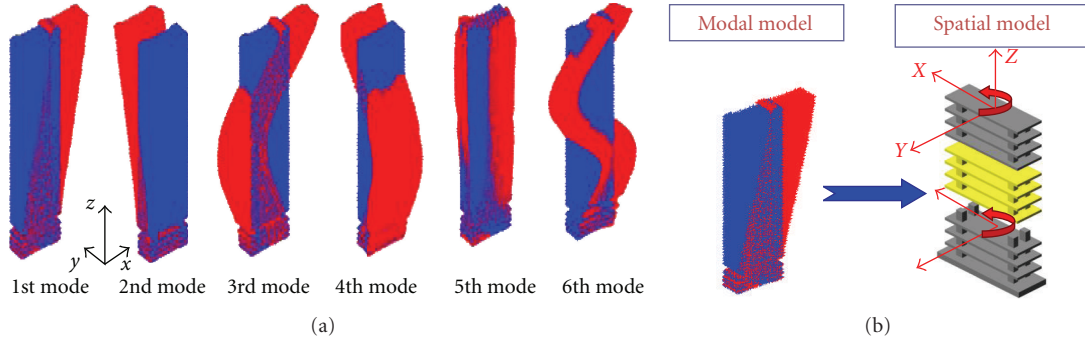 Modal model
Spatial model
Z
X
Y
z
y
x
1st mode
2nd mode
3rd mode
4th mode
5th mode
6th mode
(a)
(b)